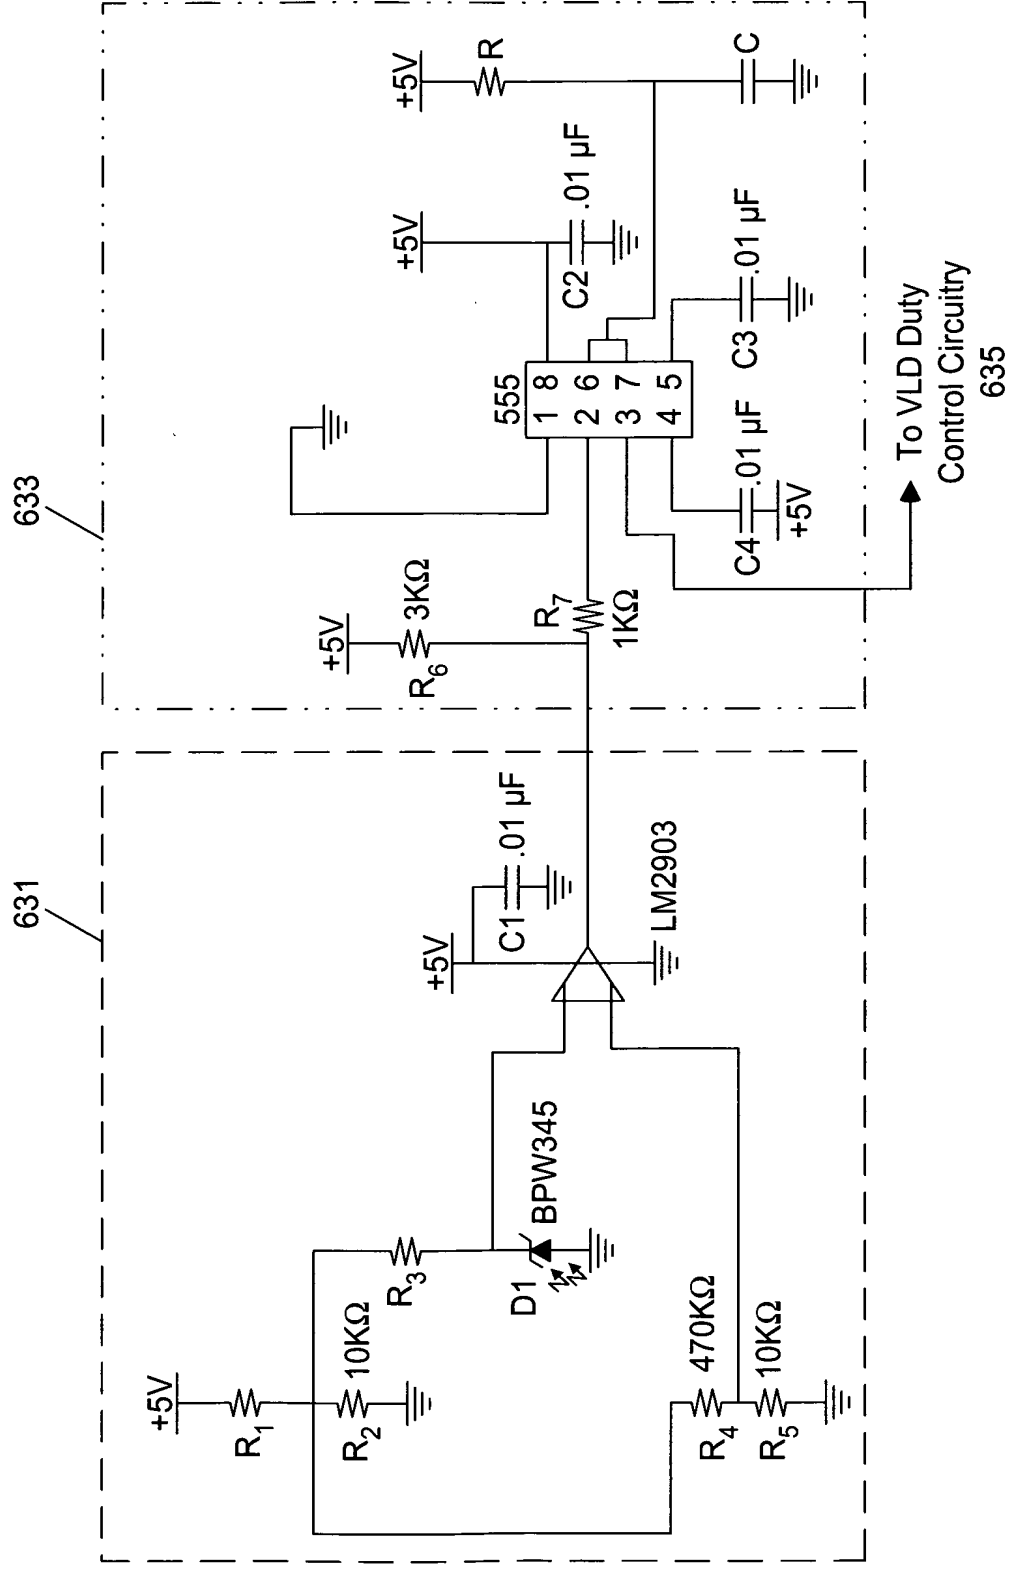 631
633
+5V
R1
R2
10KΩ
R3
D1
BPW345
R4
470KΩ
R5
10KΩ
+5V
C1
.01 µF
LM2903
+5V
R6
3KΩ
R7
1KΩ
555
1 8
2 6
3 7
4 5
+5V
C2
.01 µF
+5V
R
C
C3
.01 µF
C4
.01 µF
+5V
To VLD Duty
Control Circuitry
635